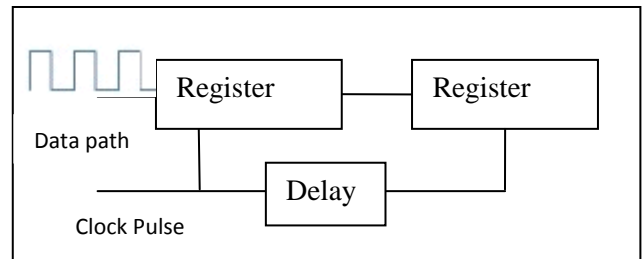 Register
Register
Data path
Delay
Clock Pulse